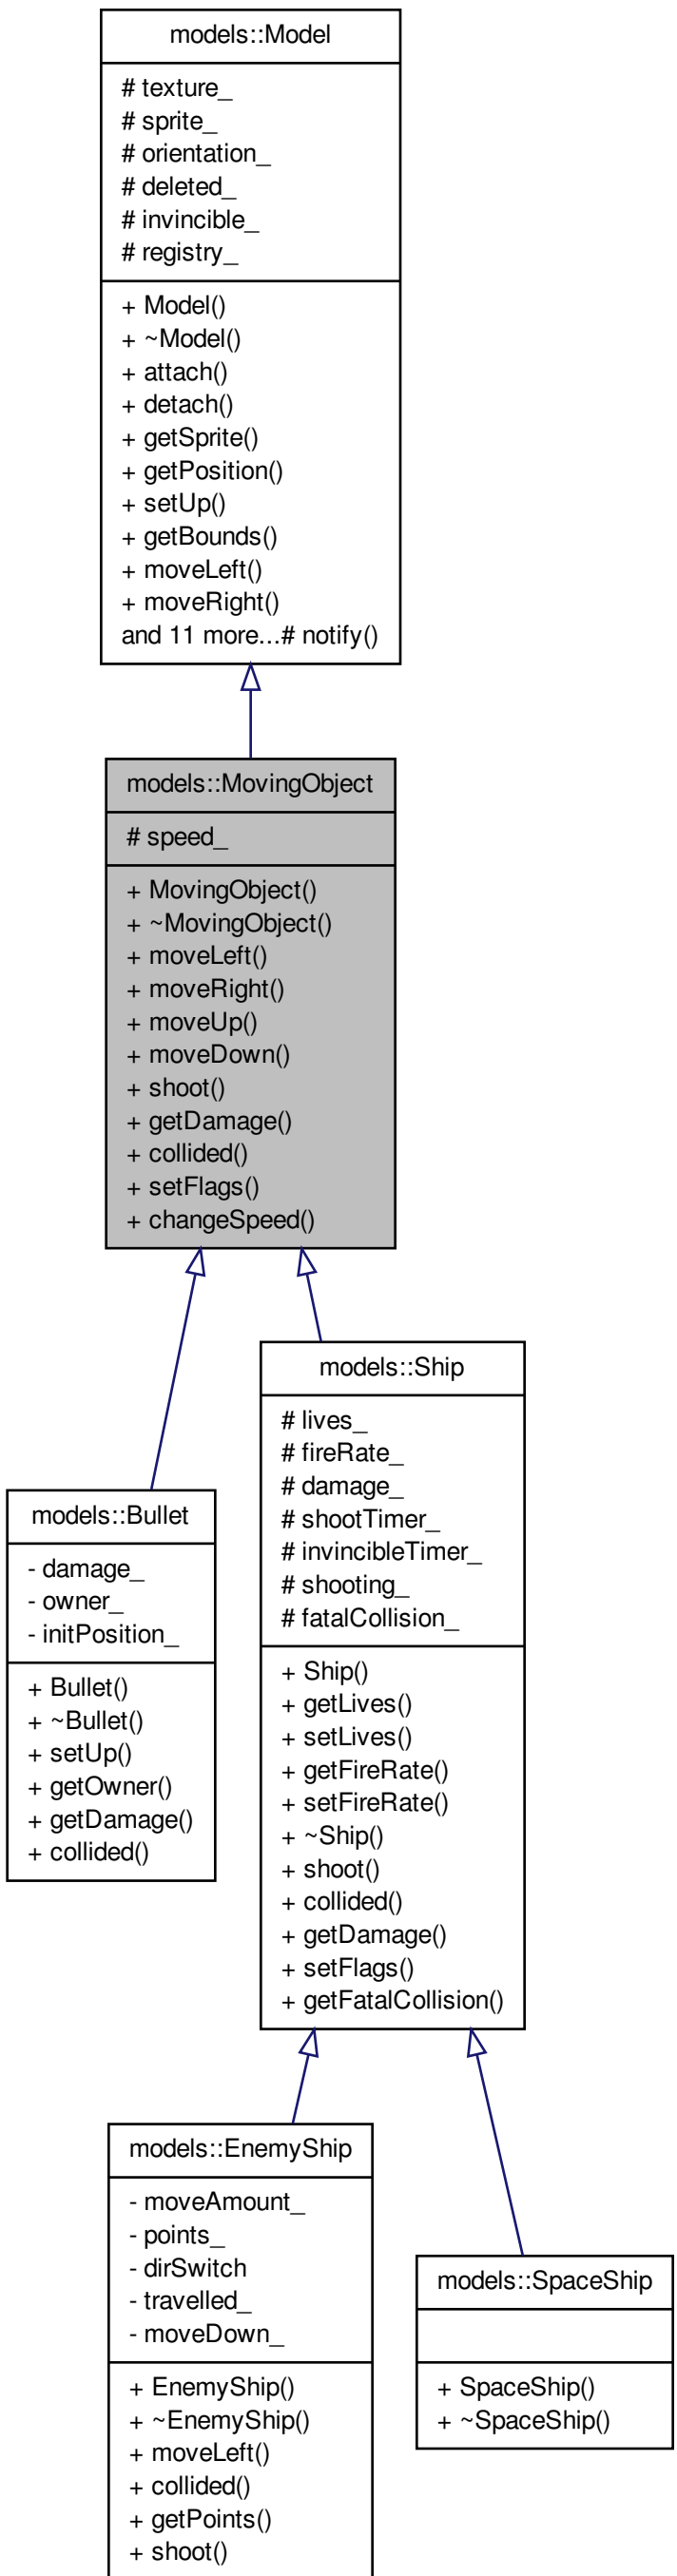 models::Model
# texture_
# sprite_
# orientation_
# deleted_
# invincible_
# registry_
+ Model()
+ ~Model()
+ attach()
+ detach()
+ getSprite()
+ getPosition()
+ setUp()
+ getBounds()
+ moveLeft()
+ moveRight()
and 11 more...# notify()
models::MovingObject
# speed_
+ MovingObject()
+ ~MovingObject()
+ moveLeft()
+ moveRight()
+ moveUp()
+ moveDown()
+ shoot()
+ getDamage()
+ collided()
+ setFlags()
+ changeSpeed()
models::Bullet
- damage_
- owner_
- initPosition_
+ Bullet()
+ ~Bullet()
+ setUp()
+ getOwner()
+ getDamage()
+ collided()
models::Ship
# lives_
# fireRate_
# damage_
# shootTimer_
# invincibleTimer_
# shooting_
# fatalCollision_
+ Ship()
+ getLives()
+ setLives()
+ getFireRate()
+ setFireRate()
+ ~Ship()
+ shoot()
+ collided()
+ getDamage()
+ setFlags()
+ getFatalCollision()
models::EnemyShip
- moveAmount_
- points_
- dirSwitch
- travelled_
- moveDown_
+ EnemyShip()
+ ~EnemyShip()
+ moveLeft()
+ collided()
+ getPoints()
+ shoot()
models::SpaceShip
+ SpaceShip()
+ ~SpaceShip()